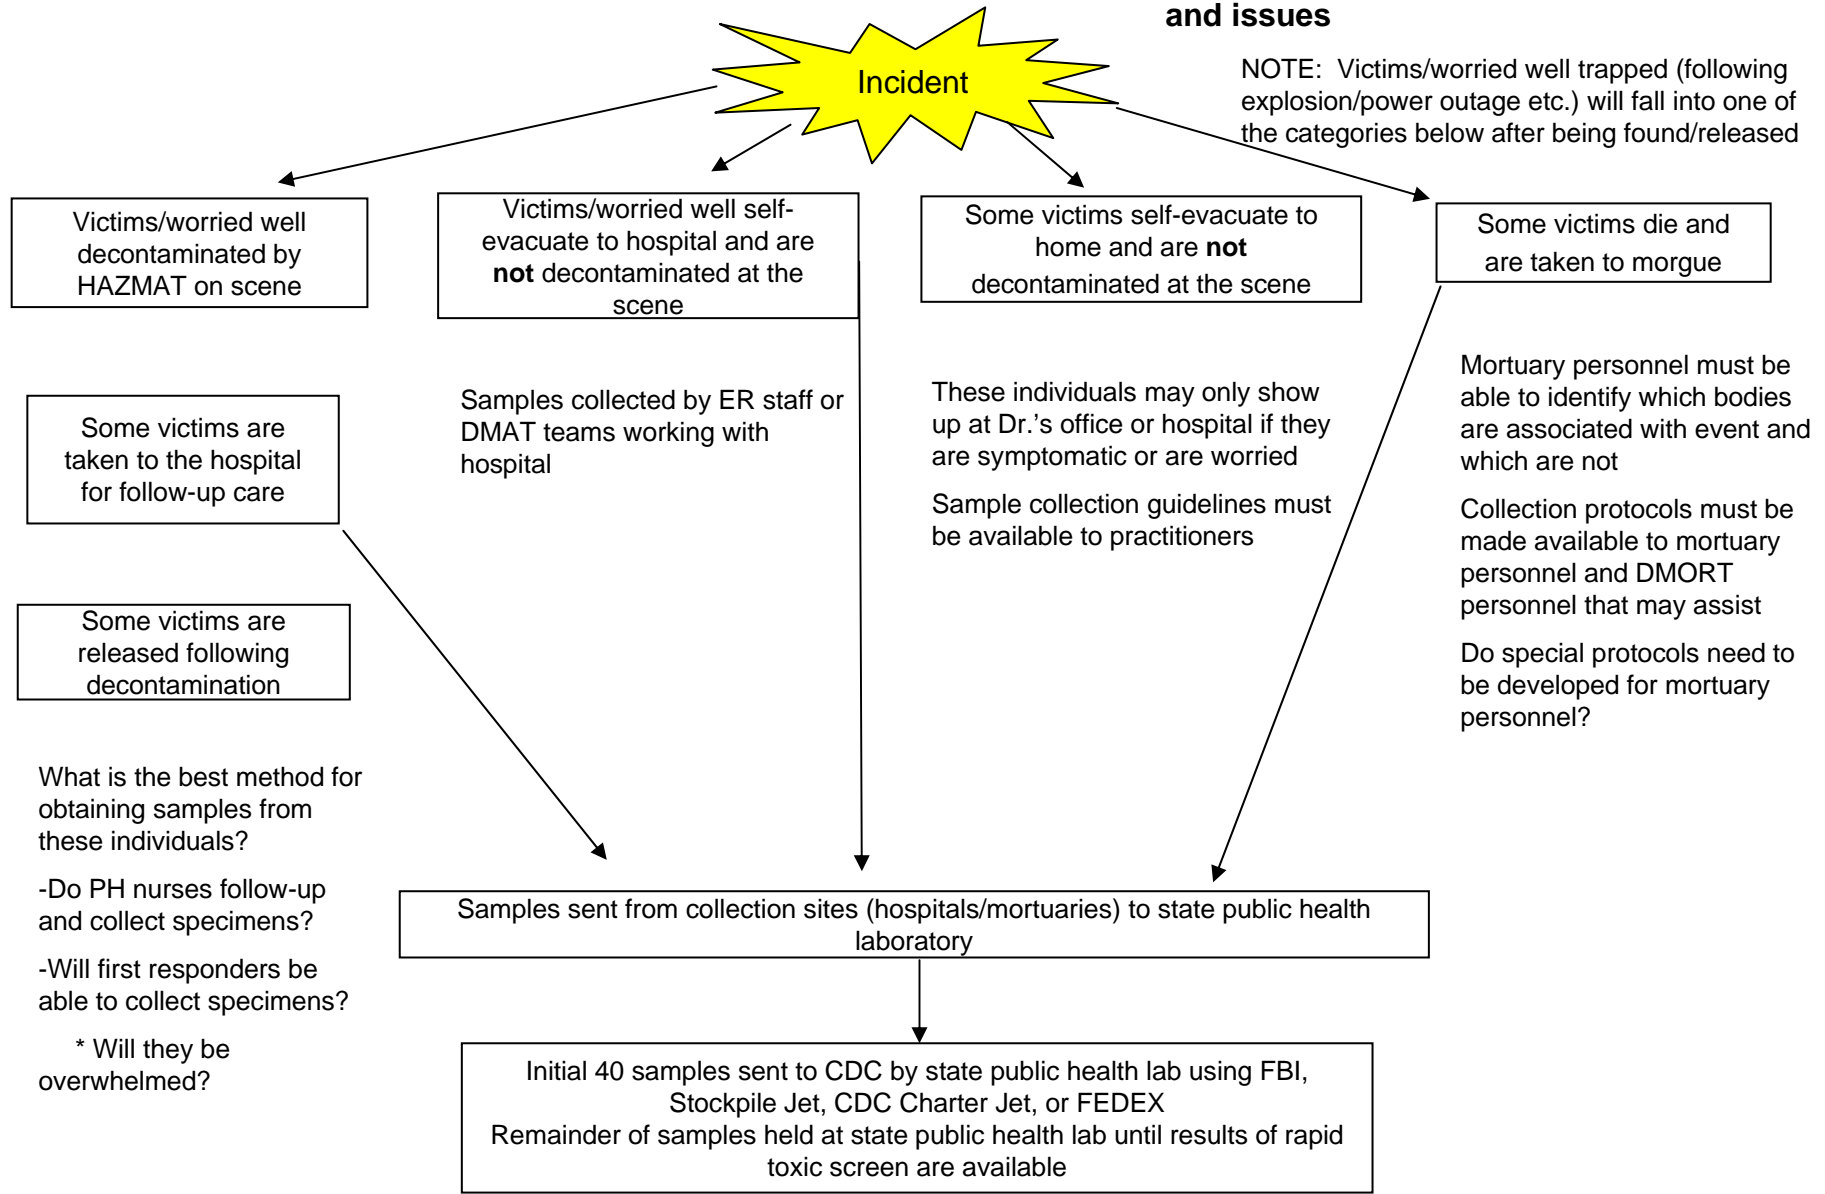 and issues
Incident
NOTE:  Victims/worried well trapped (following
explosion/power outage etc.) will fall into one of
the categories below after being found/released
Victims/worried well
decontaminated by
HAZMAT on scene
Victims/worried well self-
evacuate to hospital and are
not decontaminated at the
scene
Some victims self-evacuate to
home and are not
decontaminated at the scene
Some victims die and
are taken to morgue
Some victims are
taken to the hospital
for follow-up care
Samples collected by ER staff or
DMAT teams working with
hospital
These individuals may only show
up at Dr.’s office or hospital if they
are symptomatic or are worried
Sample collection guidelines must
be available to practitioners
Mortuary personnel must be
able to identify which bodies
are associated with event and
which are not
Collection protocols must be
made available to mortuary
personnel and DMORT
personnel that may assist
Do special protocols need to
be developed for mortuary
personnel?
Some victims are
released following
decontamination
What is the best method for
obtaining samples from
these individuals?
-Do PH nurses follow-up
and collect specimens?
-Will first responders be
able to collect specimens?
* Will they be
overwhelmed?
Samples sent from collection sites (hospitals/mortuaries) to state public health
laboratory
Initial 40 samples sent to CDC by state public health lab using FBI,
Stockpile Jet, CDC Charter Jet, or FEDEX
Remainder of samples held at state public health lab until results of rapid
toxic screen are available